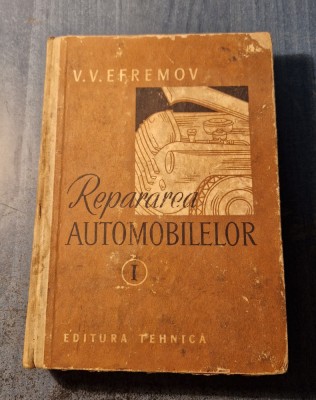 V.V.EFREMOV
Repararea
AUTOMOBILELOR
I
EDITURA TEHNICA